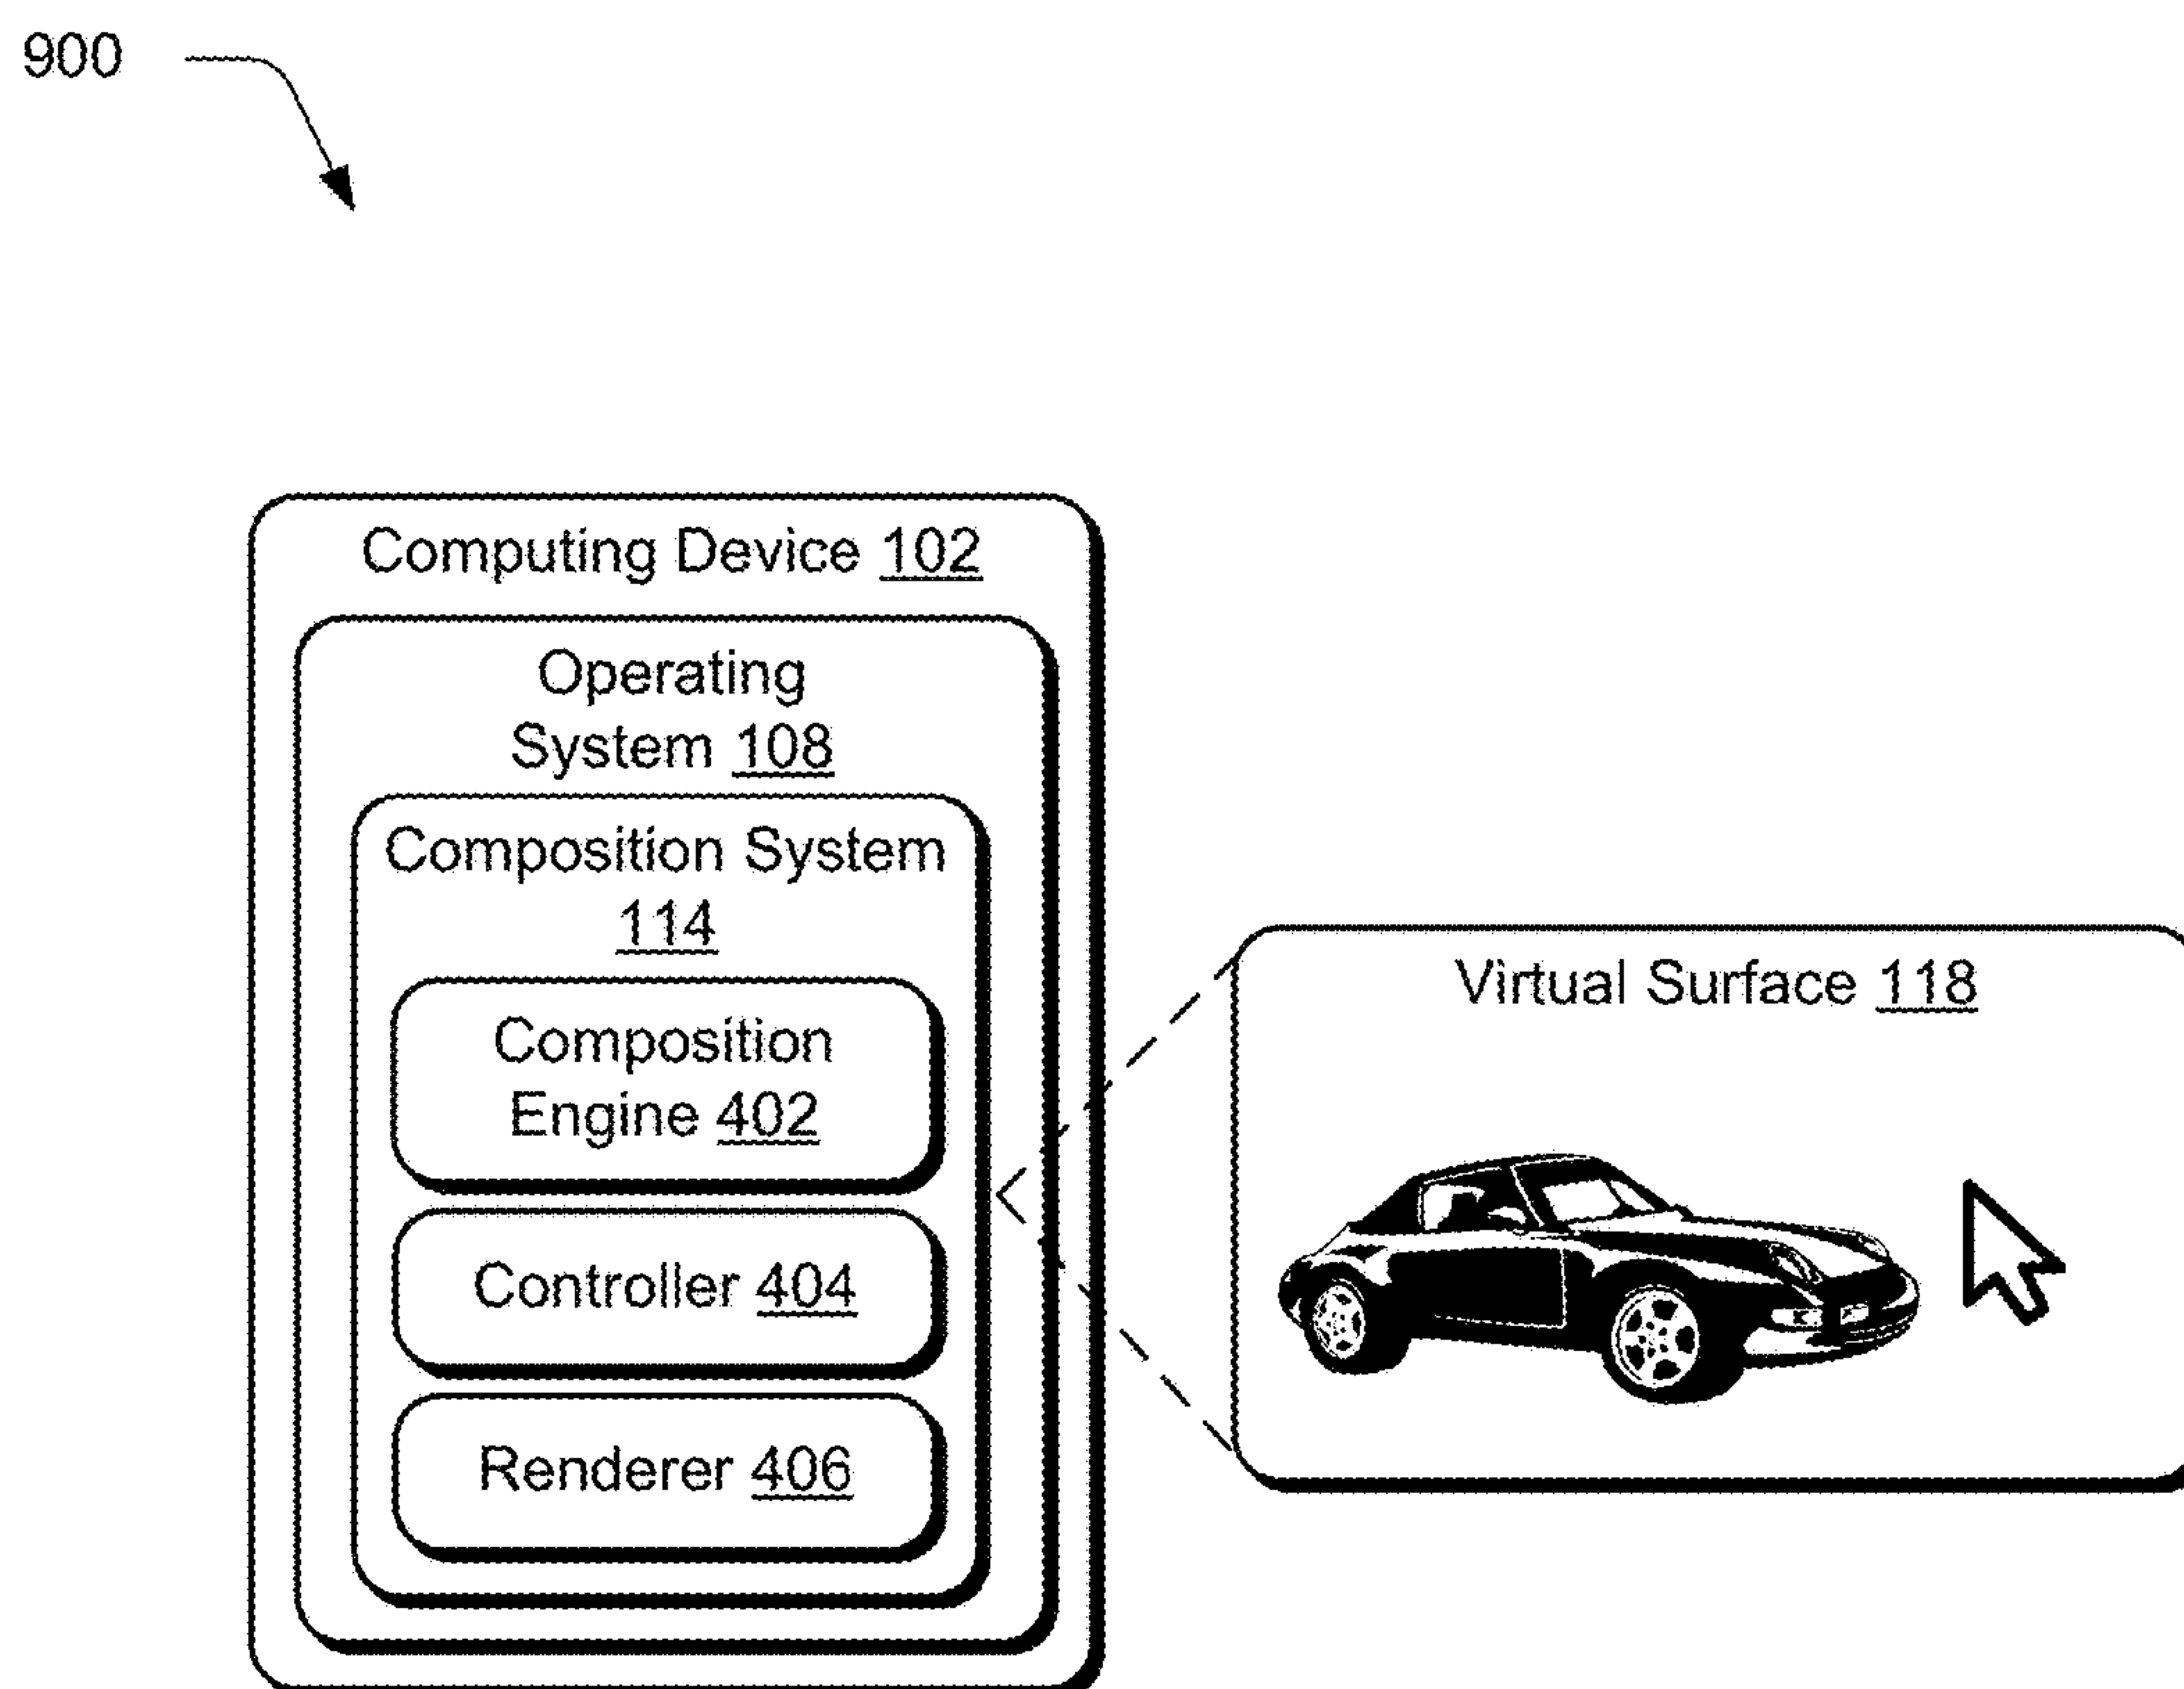 900
Computing Device 102
Operating
System 108
Composition System
114
Composition
Engine 402
Controller 404
Renderer 406
Virtual Surface 118